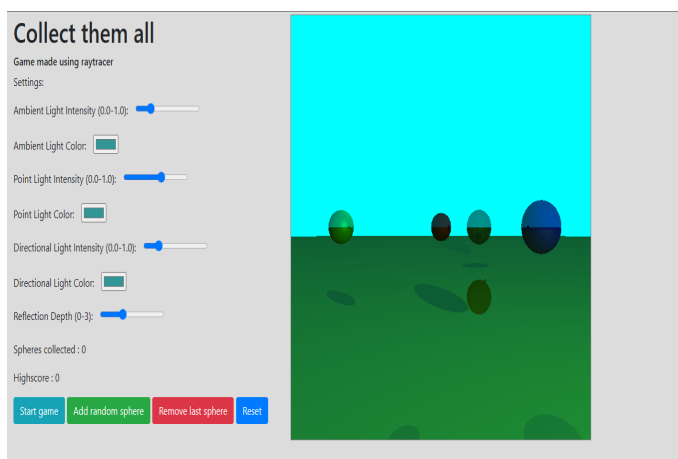 Collect them all
Game made using raytracer
Settings:
Ambient Light Intensity (0.0-1.0):
Ambient Light Color:
Point Light Intensity (0.0-1.0):
Point Light Color:
Directional Light Intensity (0.0-1.0):
Directional Light Color:
Reflection Depth (0-3):
Spheres collected : 0
Highscore : 0
Start game Add random sphere Remove last sphere Reset